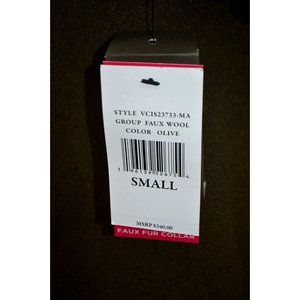 STYLE VCIS23733-MA
GROUP FAUX WOOL
COLOR OLIVE
SMALL
MSRP $340.00
FAUX FUR COLLAR